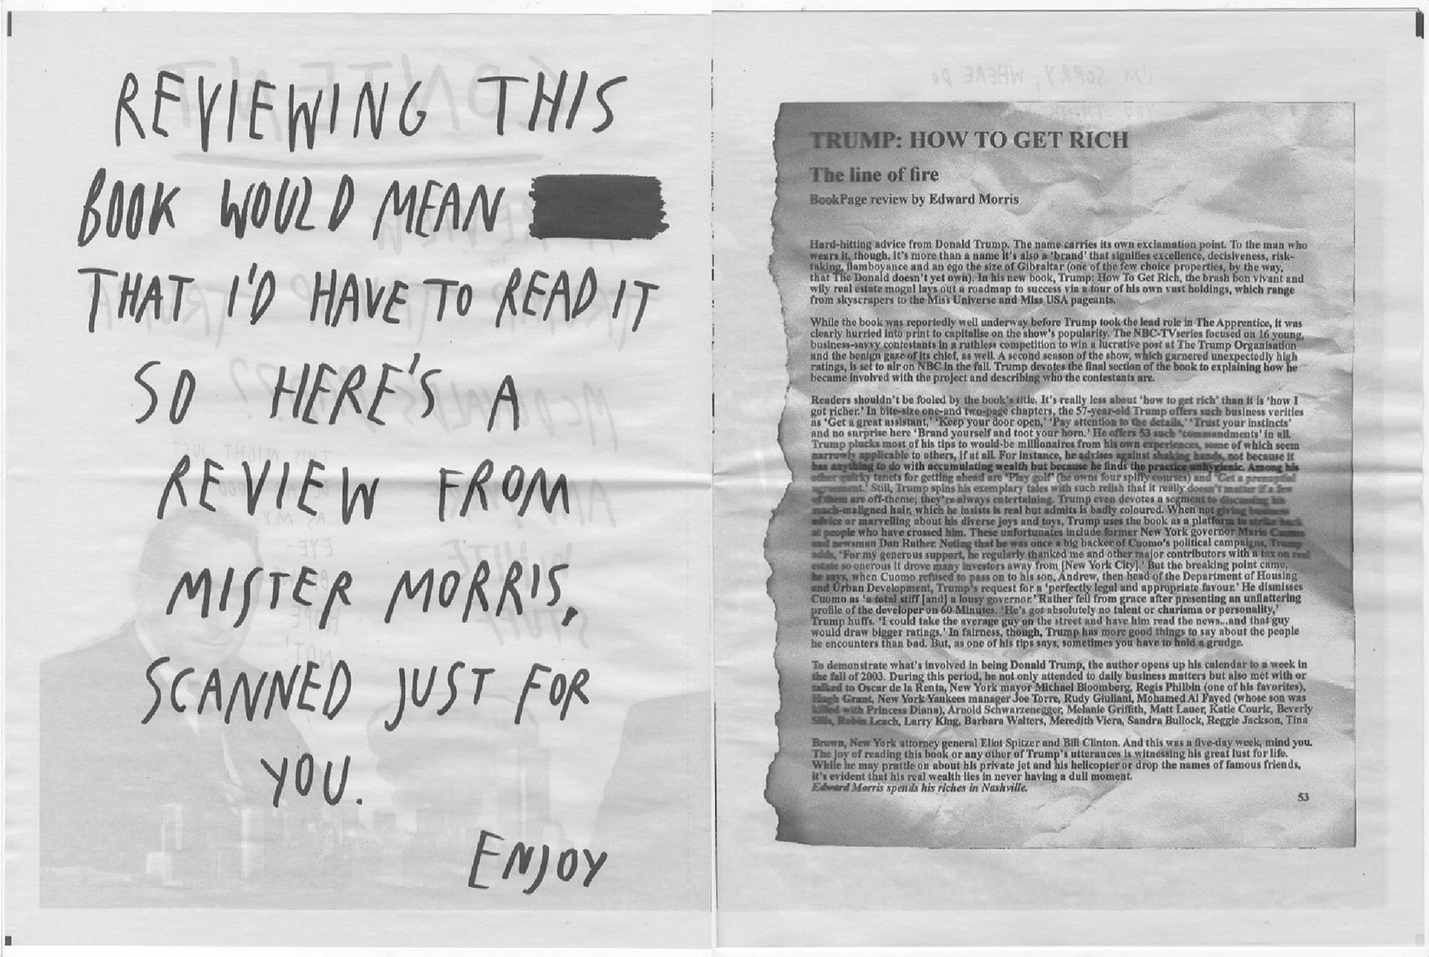 REVIEWING THIS
BOOK WOULD MEAN
THAT I'D HAVE TO READ IT
SO HERE'S A
REVIEW FROM
MISTER MORRIS,
SCANNED JUST FOR
YOU.
ENJOY
TRUMP: HOW TO GET RICH
The line of fire
BookPage review by Edward Morris
Hard-hitting advice from Donald Trump. The name carries its own exclamation point. To the man who
wears it, though, it's more than a name it's also a 'brand' that signifies excellence, decisiveness, risk-
taking, flamboyance and an ego the size of Gibraltar (one of the few choice properties, by the way,
that The Donald doesn't yet own). In his new book, Trump: How To Get Rich, the brash bon vivant and
wily real estate mogul lays out a roadmap to success via a tour of his own vast holdings, which range
from skyscrapers to the Miss Universe and Miss USA pageants.
While the book was reportedly well underway before Trump took the lead role in The Apprentice, it was
clearly hurried into print to capitalise on the show's popularity. The NBC-TVseries focused on 16 young,
business-savvy contestants in a ruthless competition to win a lucrative post at The Trump Organisation
and the benign gaze of its chief, as well. A second season of the show, which garnered unexpectedly high
ratings, is set to air on NBC in the fall. Trump devotes the final section of the book to explaining how he
became involved with the project and describing who the contestants are.
Readers shouldn't be fooled by the book's title. It's really less about 'how to get rich' than it is 'how I
got richer.' In bite-size one-and two-page chapters, the 57-year-old Trump offers such business verities
as 'Get a great assistant,' 'Keep your door open,' 'Pay attention to the details,' 'Trust your instincts'
and no surprise here 'Brand yourself and toot your horn.' He offers 53 such 'commandments' in all.
Trump plucks most of his tips to would-be millionaires from his own experiences, some of which seem
narrowly applicable to others, if at all. For instance, he advises against shaking hands, not because it
has anything to do with accumulating wealth but because he finds the practice unhygienic. Among his
other quirky tenets for getting ahead are 'Play golf' (he owns four spiffy courses) and 'Get a prenuptial
agreement.' Still, Trump spins his exemplary tales with such relish that it really doesn't matter if a few
of them are off-theme; they're always entertaining. Trump even devotes a segment to discussing his
much-maligned hair, which he insists is real but admits is badly coloured. When not giving business
advice or marvelling about his diverse joys and toys, Trump uses the book as a platform to strike back
at people who have crossed him. These unfortunates include former New York governor Mario Cuomo
and newsman Dan Rather. Noting that he was once a big backer of Cuomo's political campaigns, Trump
adds, 'For my generous support, he regularly thanked me and other major contributors with a tax on real
estate so onerous it drove many investors away from [New York City].' But the breaking point came,
he says, when Cuomo refused to pass on to his son, Andrew, then head of the Department of Housing
and Urban Development, Trump's request for a 'perfectly legal and appropriate favour.' He dismisses
Cuomo as 'a total stiff [and] a lousy governor.' Rather fell from grace after presenting an unflattering
profile of the developer on 60 Minutes. 'He's got absolutely no talent or charisma or personality,'
Trump huffs. 'I could take the average guy on the street and have him read the news...and that guy
would draw bigger ratings.' In fairness, though, Trump has more good things to say about the people
he encounters than bad. But, as one of his tips says, sometimes you have to hold a grudge.
To demonstrate what's involved in being Donald Trump, the author opens up his calendar to a week in
the fall of 2003. During this period, he not only attended to daily business matters but also met with or
talked to Oscar de la Renta, New York mayor Michael Bloomberg, Regis Philbin (one of his favorites),
Hugh Grant, New York Yankees manager Joe Torre, Rudy Giuliani, Mohamed Al Fayed (whose son was
killed with Princess Diana), Arnold Schwarzenegger, Melanie Griffith, Matt Lauer, Katie Couric, Beverly
Sills, Robin Leach, Larry King, Barbara Walters, Meredith Viera, Sandra Bullock, Reggie Jackson, Tina
Brown, New York attorney general Eliot Spitzer and Bill Clinton. And this was a five-day week, mind you.
The joy of reading this book or any other of Trump's utterances is witnessing his great lust for life.
While he may prattle on about his private jet and his helicopter or drop the names of famous friends,
it's evident that his real wealth lies in never having a dull moment.
Edward Morris spends his riches in Nashville.
53